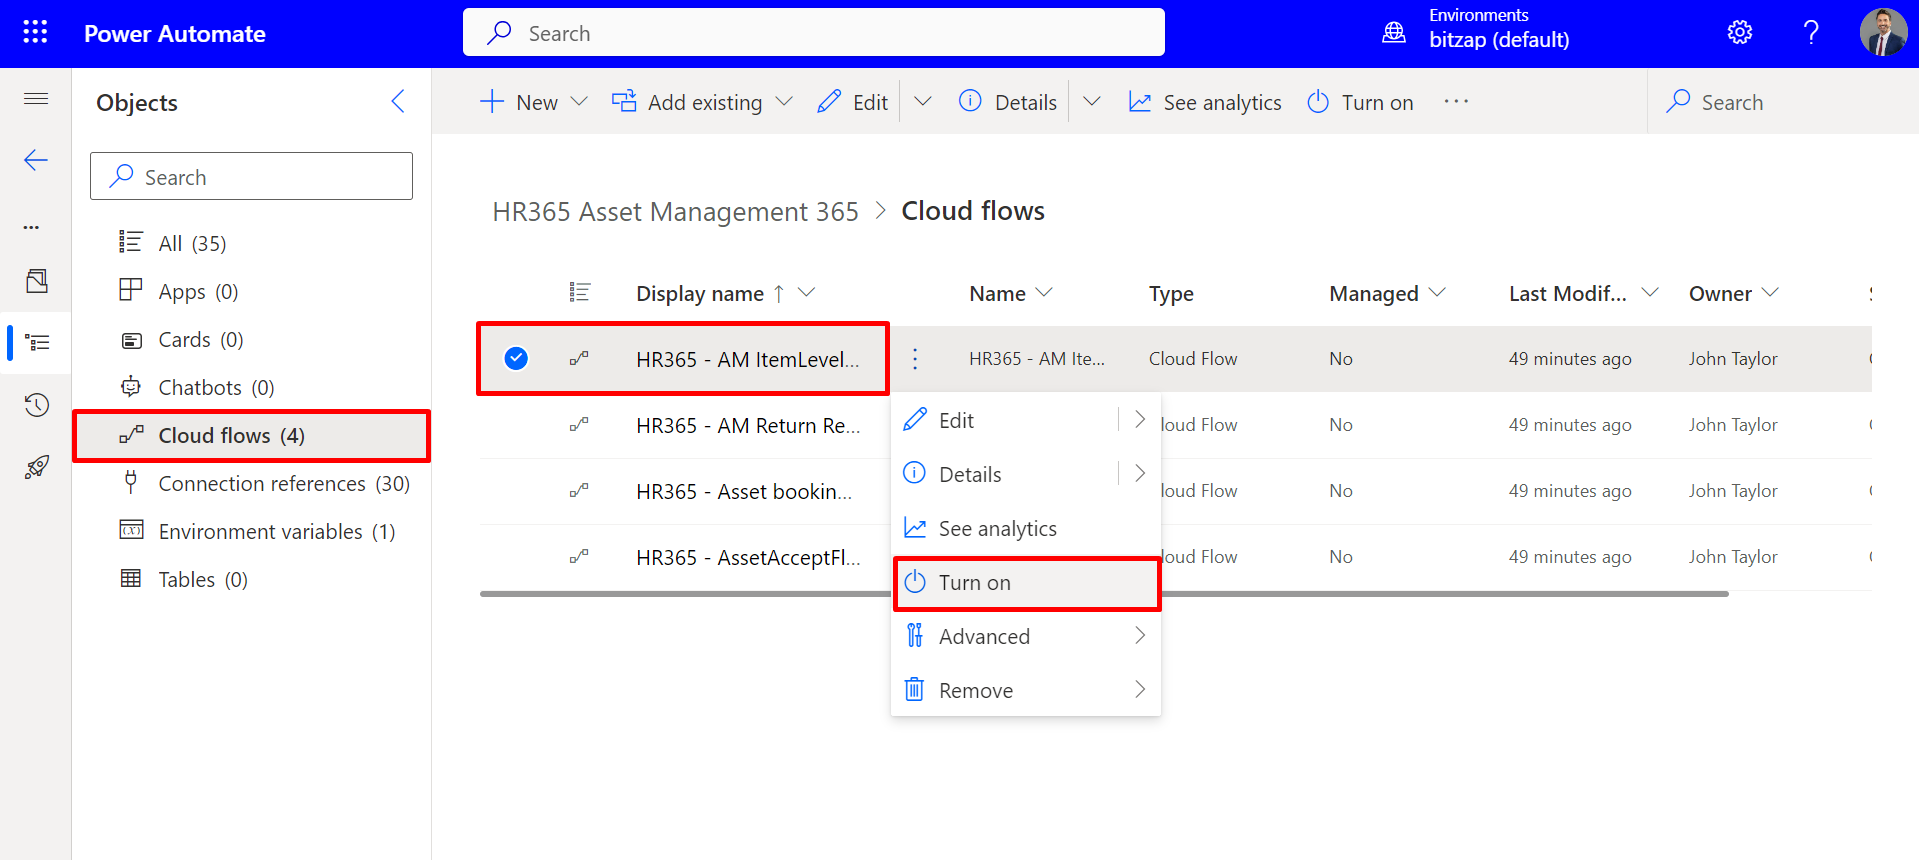 Power Automate
Search
Environments
bitzap (default)
Objects
New
Add existing
Edit
Details
See analytics
Turn on
Search
Search
All (35)
Apps (0)
Cards (0)
Chatbots (0)
Cloud flows (4)
Connection references (30)
Environment variables (1)
Tables (0)
HR365 Asset Management 365 > Cloud flows
Display name ↑ Name Type Managed Last Modif... Owner
HR365 - AM ItemLevel... HR365 - AM Ite... Cloud Flow No 49 minutes ago John Taylor
HR365 - AM Return Re... loud Flow No 49 minutes ago John Taylor
HR365 - Asset bookin... loud Flow No 49 minutes ago John Taylor
HR365 - AssetAcceptFl... loud Flow No 49 minutes ago John Taylor
Edit
Details
See analytics
Turn on
Advanced
Remove